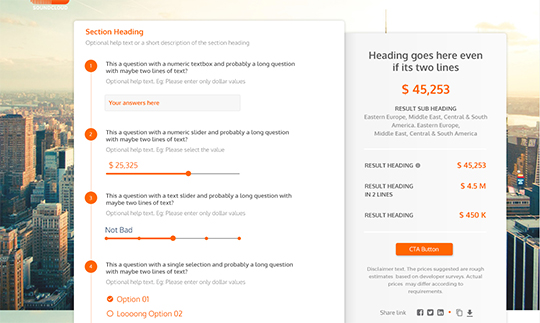 SOUNDCLOUD
Section Heading
Optional help text or a short description of the section heading
1
This a question with a numeric textbox and probably a long question
with maybe two lines of text?
Optional help text. Eg: Please enter only dollar values
Your answers here
2
This a question with a numeric slider and probably a long question
with maybe two lines of text?
Optional help text. Eg: Please select the value
$ 25,325
3
This a question with a text slider and probably a long question with
maybe two lines of text?
Optional help text. Eg: Please enter only dollar values
Not Bad
4
This a question with a single selection and probably a long question
with maybe two lines of text?
Optional help text. Eg: Please enter only dollar values
Option 01
Loooong Option 02
Heading goes here even
if its two lines
$ 45,253
RESULT SUB HEADING
Eastern Europe, Middle East, Central & South
America, Eastern Europe,
Middle East, Central & South America
RESULT HEADING $ 45,253
RESULT HEADING
IN 2 LINES
$ 4.5 M
RESULT HEADING $ 450 K
CTA Button
Disclaimer text. The prices suggested are rough
estimates based on developer surveys. Actual
prices may differ according to
requirements.
Share link